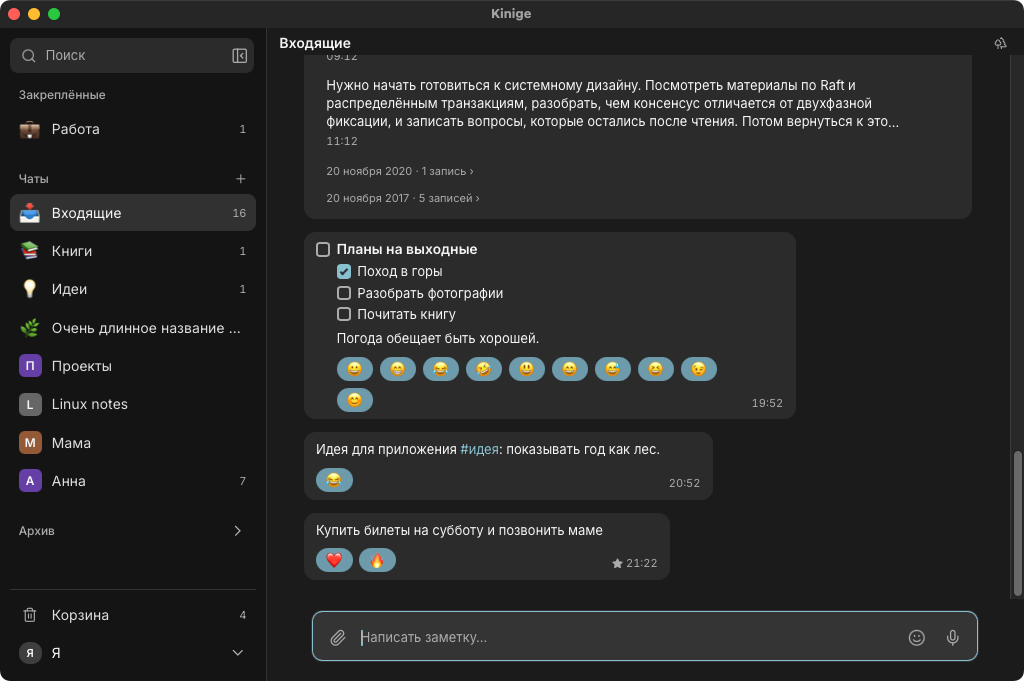 Kinige
Поиск
Закреплённые
Работа 1
Чаты
Входящие 16
Книги 1
Идеи 1
Очень длинное название ...
П Проекты
L Linux notes
М Мама
А Анна 7
Архив
Корзина 4
Я Я
Входящие
09:12
Нужно начать готовиться к системному дизайну. Посмотреть материалы по Raft и
распределённым транзакциям, разобрать, чем консенсус отличается от двухфазной
фиксации, и записать вопросы, которые остались после чтения. Потом вернуться к это...
11:12
20 ноября 2020 · 1 запись ›
20 ноября 2017 · 5 записей ›
Планы на выходные
Поход в горы
Разобрать фотографии
Почитать книгу
Погода обещает быть хорошей.
19:52
Идея для приложения #идея: показывать год как лес.
20:52
Купить билеты на субботу и позвонить маме
21:22
Написать заметку...